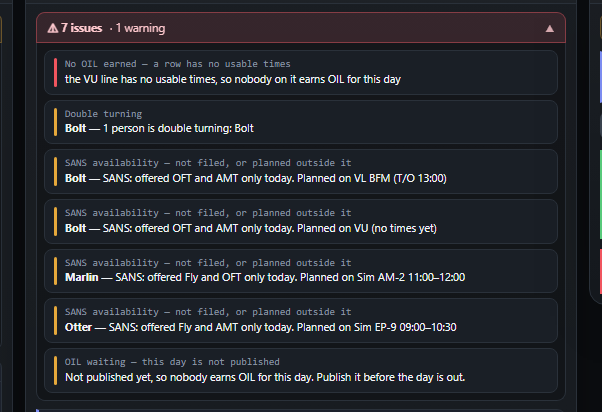 ⚠ 7 issues · 1 warning ▲
No OIL earned — a row has no usable times
the VU line has no usable times, so nobody on it earns OIL for this day
Double turning
Bolt — 1 person is double turning: Bolt
SANS availability — not filed, or planned outside it
Bolt — SANS: offered OFT and AMT only today. Planned on VL BFM (T/O 13:00)
SANS availability — not filed, or planned outside it
Bolt — SANS: offered OFT and AMT only today. Planned on VU (no times yet)
SANS availability — not filed, or planned outside it
Marlin — SANS: offered Fly and OFT only today. Planned on Sim AM-2 11:00–12:00
SANS availability — not filed, or planned outside it
Otter — SANS: offered Fly and AMT only today. Planned on Sim EP-9 09:00–10:30
OIL waiting — this day is not published
Not published yet, so nobody earns OIL for this day. Publish it before the day is out.